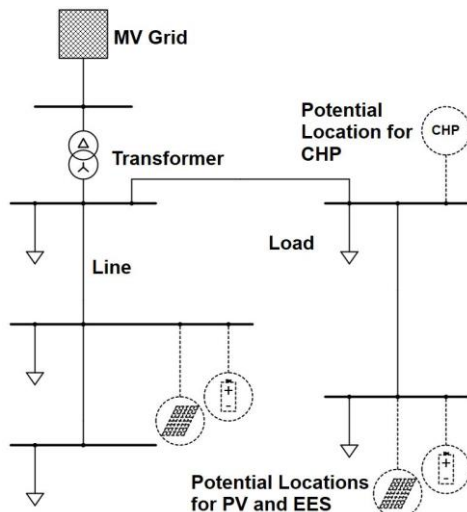 MV Grid
Potential
Location for
CHP
CHP
Transformer
Load
Line
Potential Locations
for PV and EES